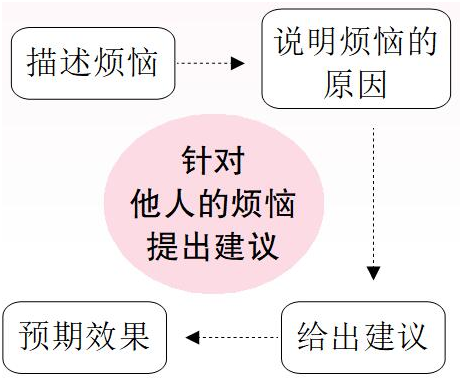 描述烦恼
说明烦恼的
原因
针对
他人的烦恼
提出建议
给出建议
预期效果